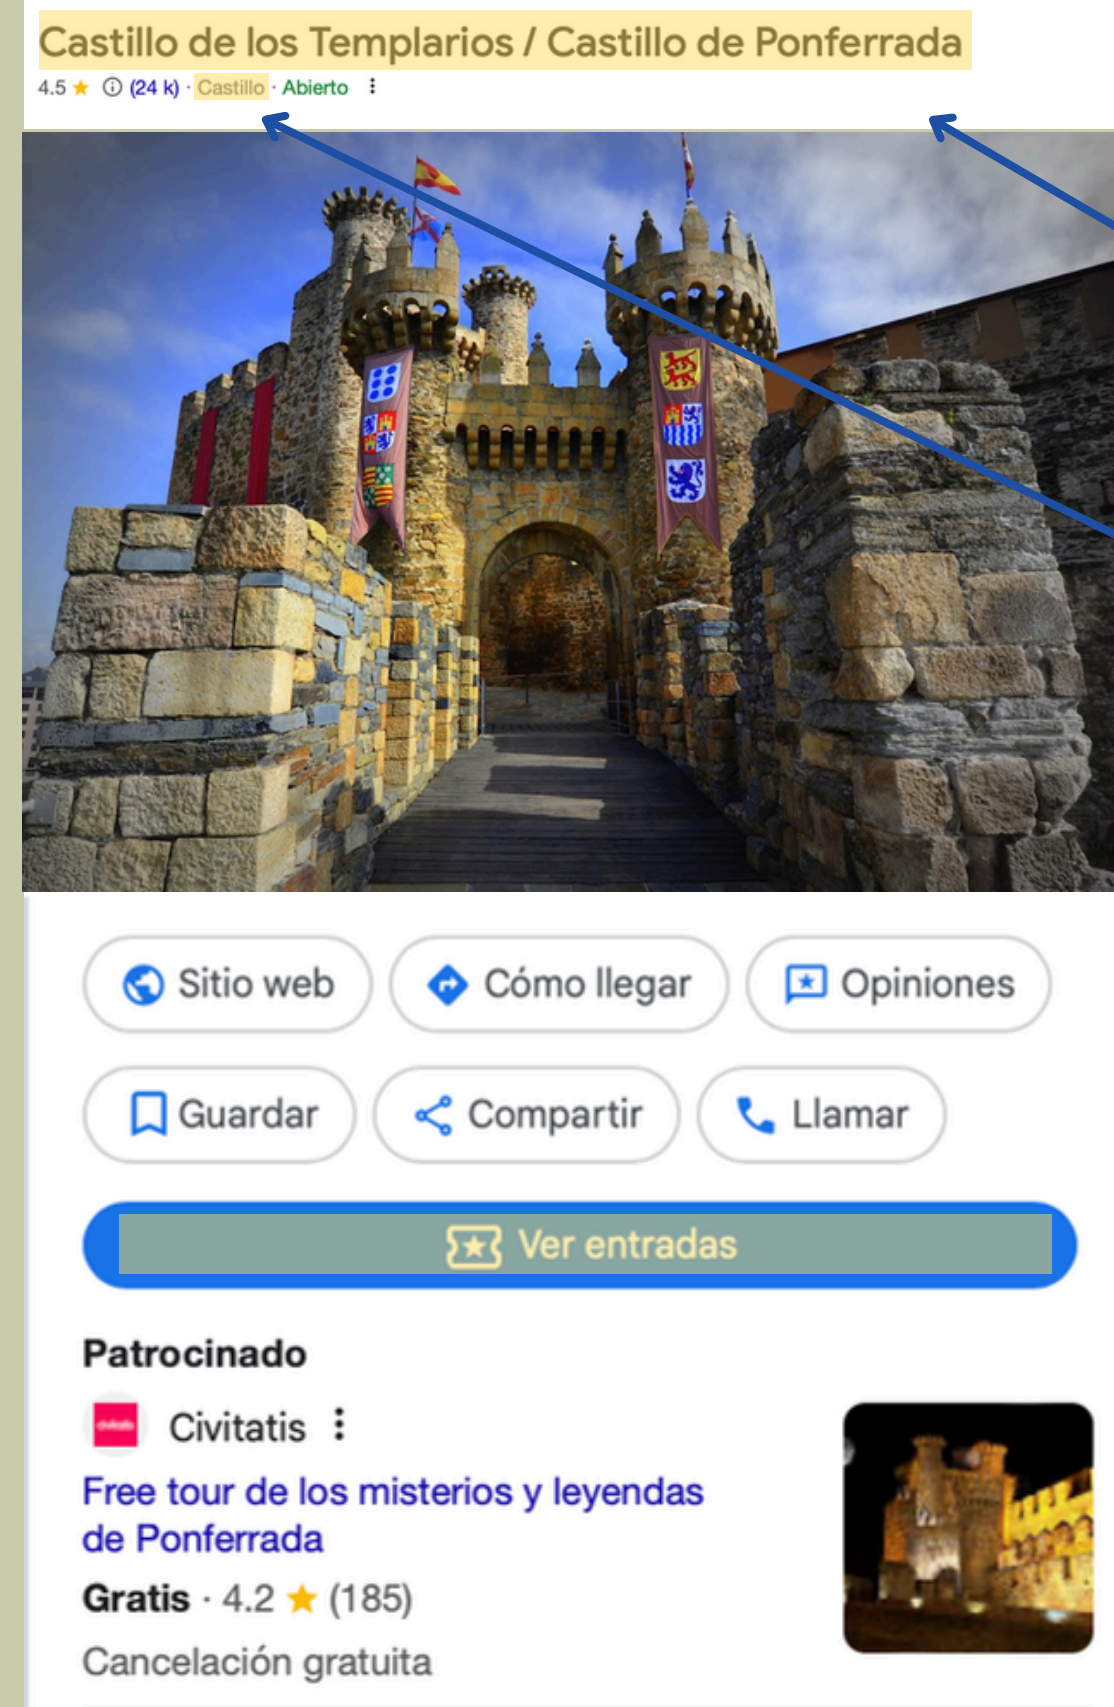 Castillo de los Templarios / Castillo de Ponferrada
4.5 ★ (24 k) · Castillo · Abierto
Sitio web
Cómo llegar
Opiniones
Guardar
Compartir
Llamar
Ver entradas
Patrocinado
civitatis
Civitatis
Free tour de los misterios y leyendas
de Ponferrada
Gratis · 4.2 ★ (185)
Cancelación gratuita